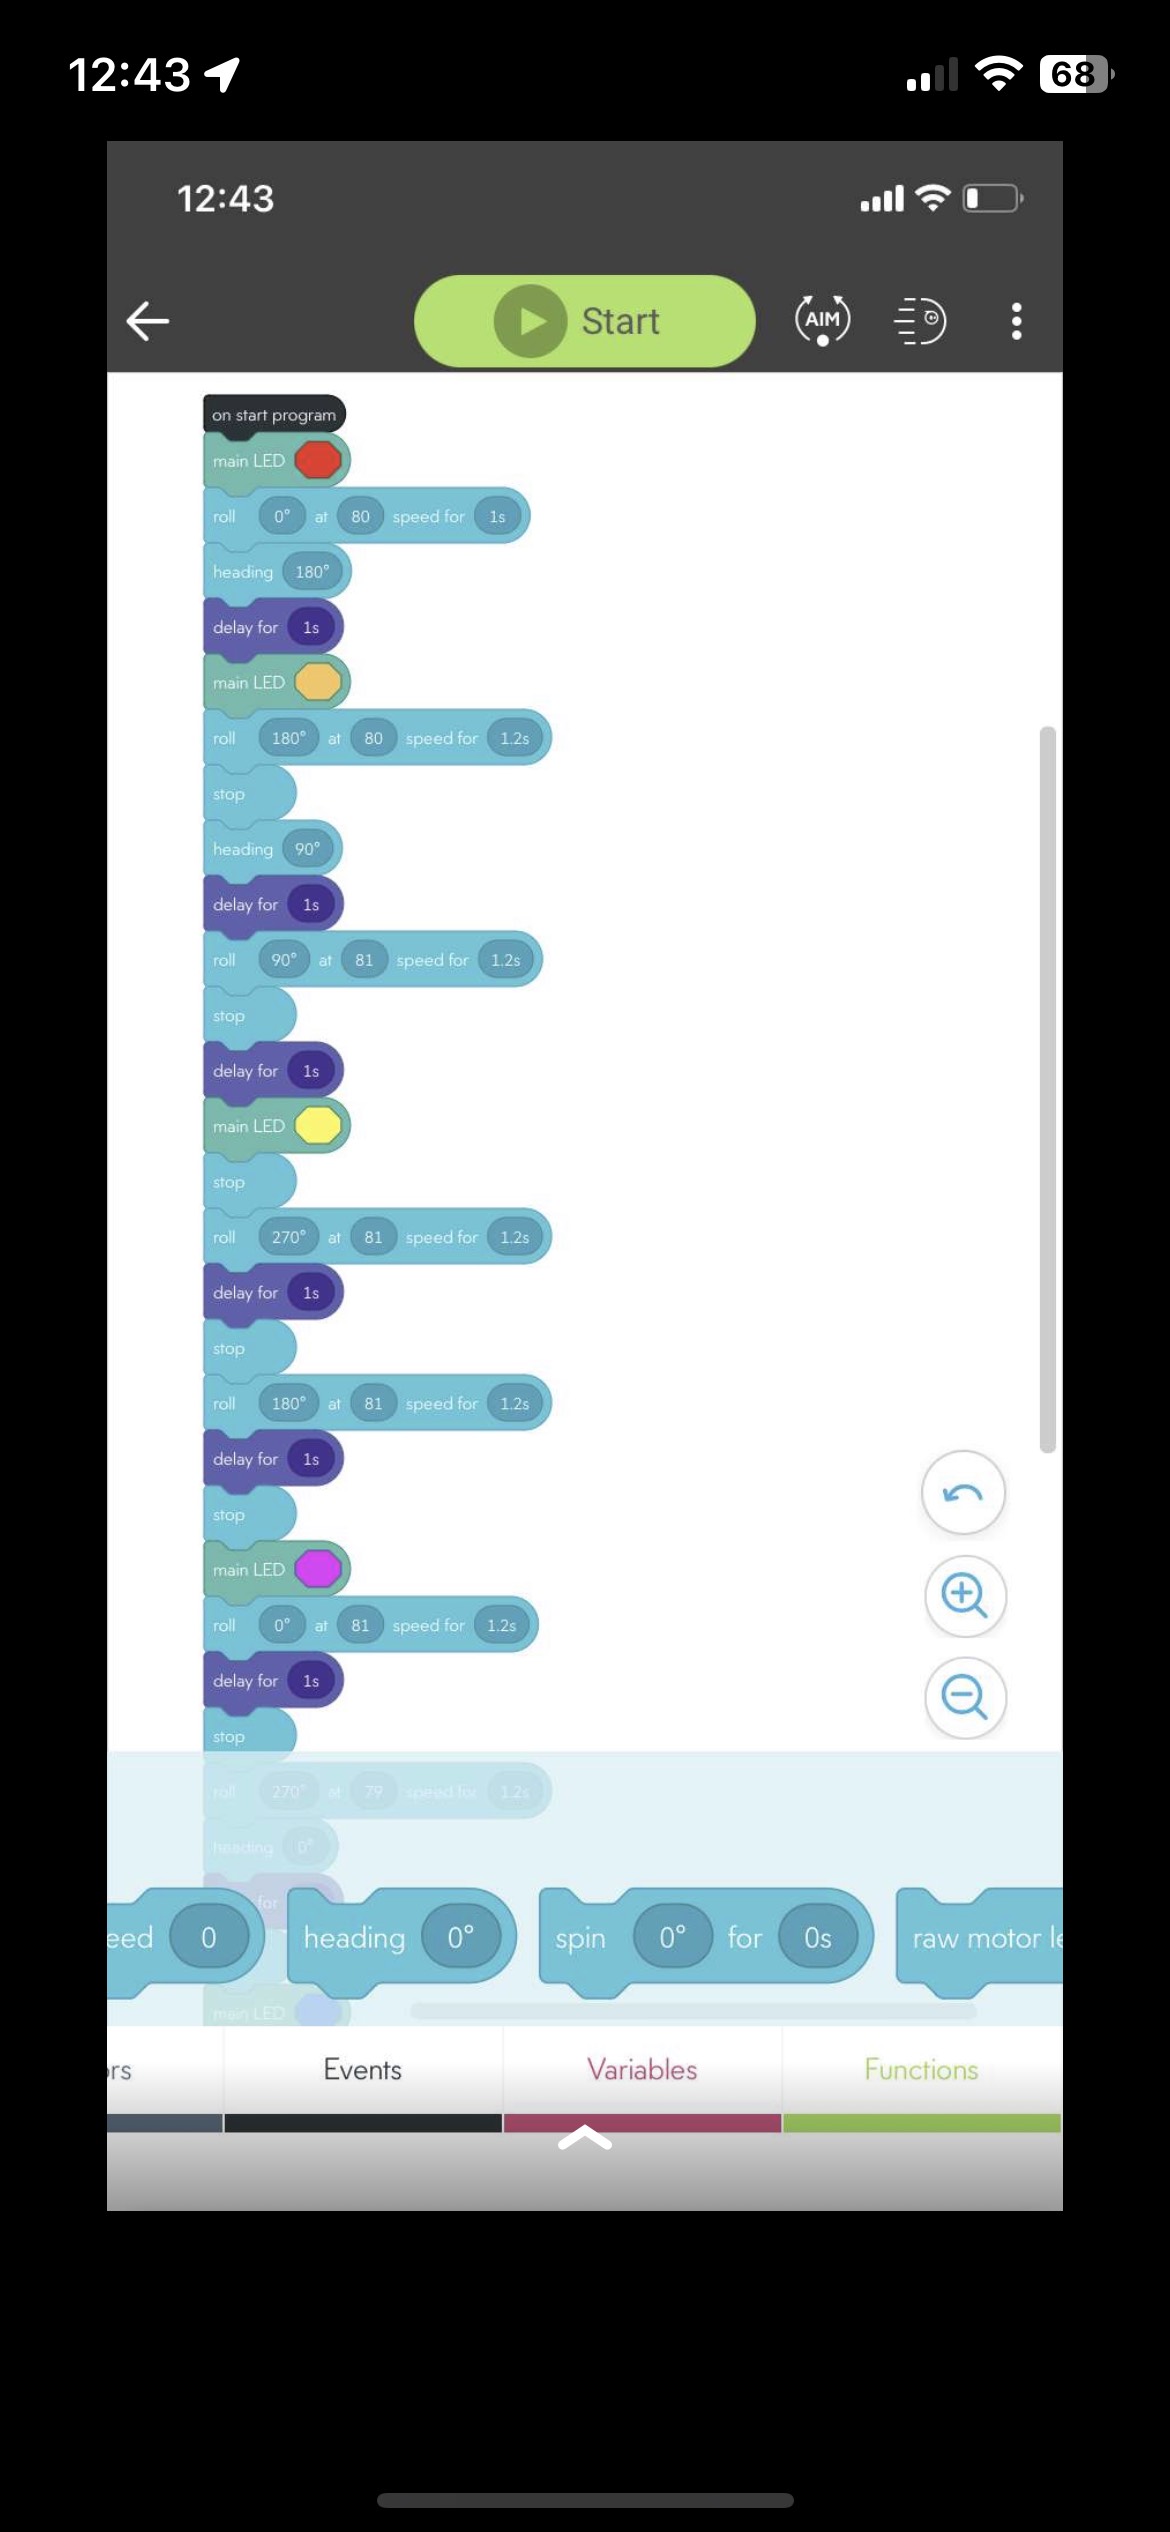 12:43
68
12:43
Start
AIM
on start program
main LED
roll 0° at 80 speed for 1s
heading 180°
delay for 1s
main LED
roll 180° at 80 speed for 1.2s
stop
heading 90°
delay for 1s
roll 90° at 81 speed for 1.2s
stop
delay for 1s
main LED
stop
roll 270° at 81 speed for 1.2s
delay for 1s
stop
roll 180° at 81 speed for 1.2s
delay for 1s
stop
main LED
roll 0° at 81 speed for 1.2s
delay for 1s
stop
roll 270° at 79 speed for 1.2s
heading 0°
for
eed 0 heading 0° spin 0° for 0s raw motor le
main LED
ors Events Variables Functions